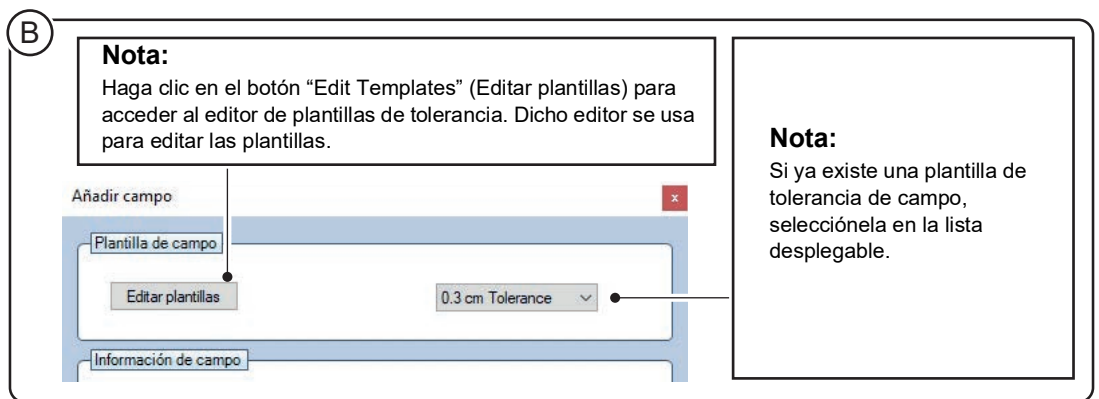 B
Nota:
Haga clic en el botón “Edit Templates” (Editar plantillas) para
acceder al editor de plantillas de tolerancia. Dicho editor se usa
para editar las plantillas.
Nota:
Si ya existe una plantilla de
tolerancia de campo,
selecciónela en la lista
desplegable.
Añadir campo
x
Plantilla de campo
Editar plantillas
0.3 cm Tolerance
Información de campo